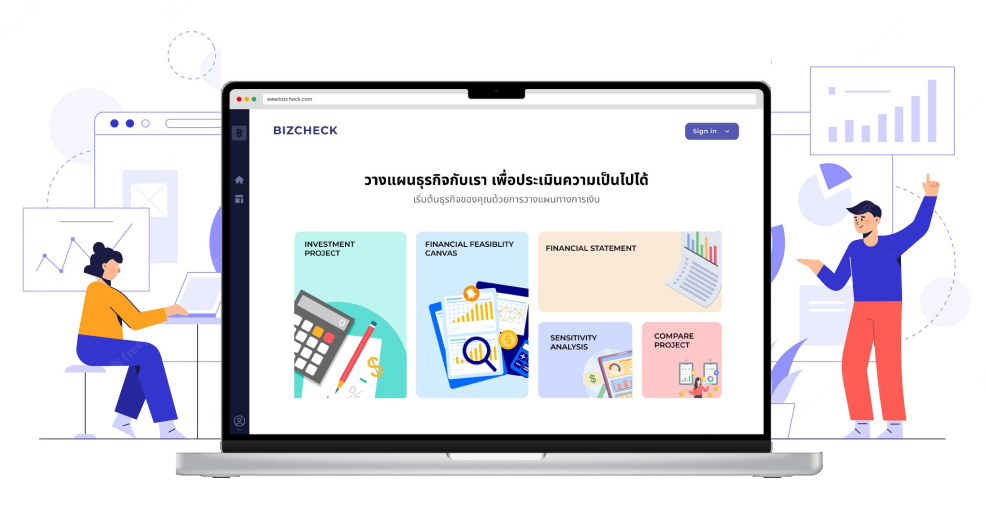 www.bizcheck.com
B
BIZCHECK
Sign in
วางแผนธุรกิจกับเรา เพื่อประเมินความเป็นไปได้
เริ่มต้นธุรกิจของคุณด้วยการวางแผนทางการเงิน
INVESTMENT
PROJECT
FINANCIAL FEASIBLITY
CANVAS
FINANCIAL STATEMENT
SENSITIVITY
ANALYSIS
COMPARE
PROJECT